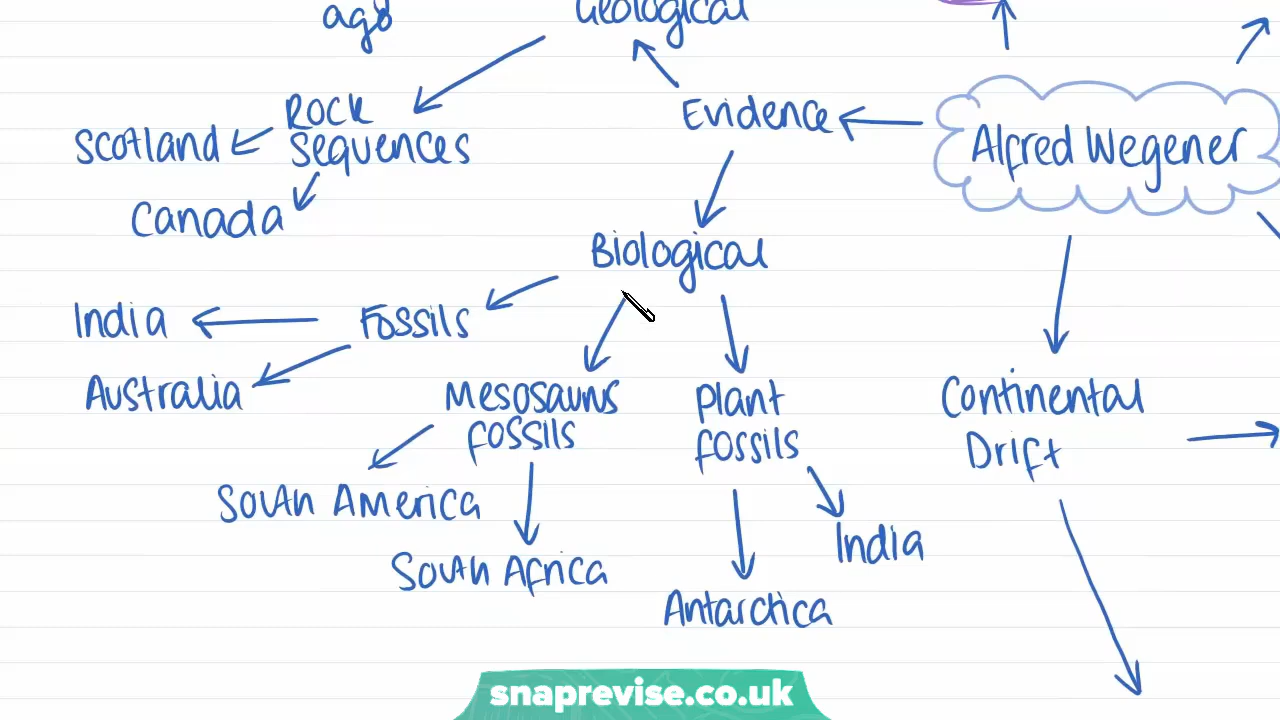 ago
Geological
Rock
Sequences
Scotland
Canada
Evidence
Alfred Wegener
Biological
India
Fossils
Australia
Mesosaurus
fossils
Plant
fossils
South America
South Africa
India
Antarctica
Continental
Drift
snaprevise.co.uk